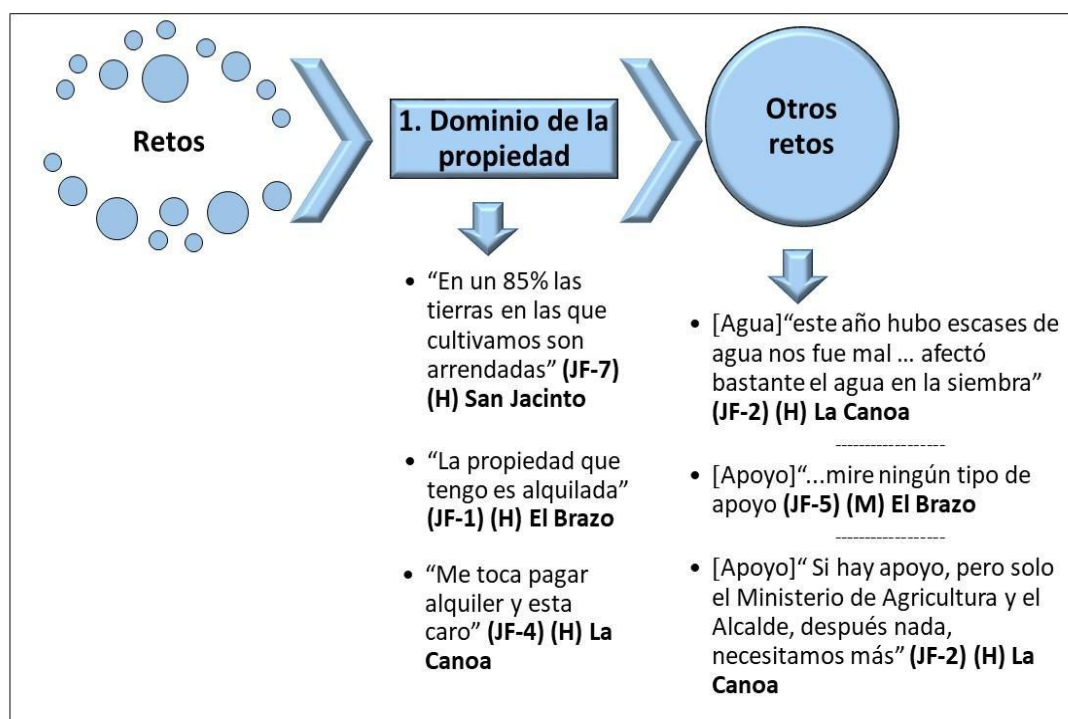 Retos
1. Dominio de la
propiedad
Otros
retos
• “En un 85% las
tierras en las que
cultivamos son
arrendadas” (JF-7)
(H) San Jacinto
• “La propiedad que
tengo es alquilada”
(JF-1) (H) El Brazo
• “Me toca pagar
alquiler y esta
caro” (JF-4) (H) La
Canoa
• [Agua]“este año hubo escases de
agua nos fue mal ... afectó
bastante el agua en la siembra”
(JF-2) (H) La Canoa
------------------
• [Apoyo]“...mire ningún tipo de
apoyo (JF-5) (M) El Brazo
------------------
• [Apoyo]“ Si hay apoyo, pero solo
el Ministerio de Agricultura y el
Alcalde, después nada,
necesitamos más” (JF-2) (H) La
Canoa